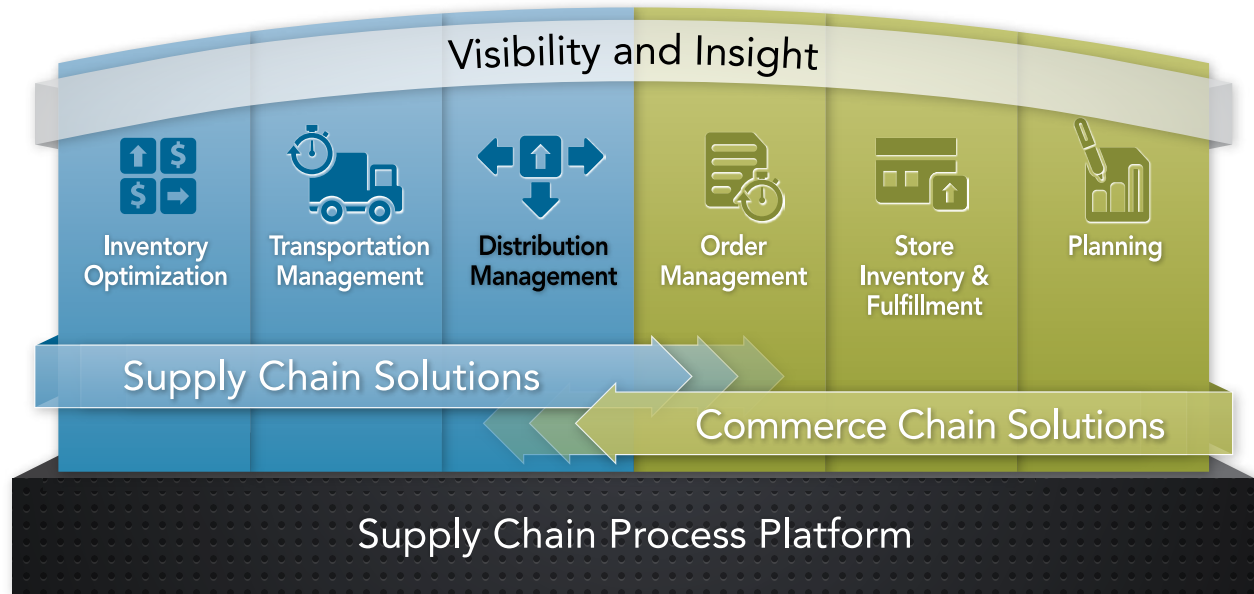 Visibility and Insight
Inventory
Optimization
Transportation
Management
Distribution
Management
Order
Management
Store
Inventory &
Fulfillment
Planning
Supply Chain Solutions
Commerce Chain Solutions
Supply Chain Process Platform